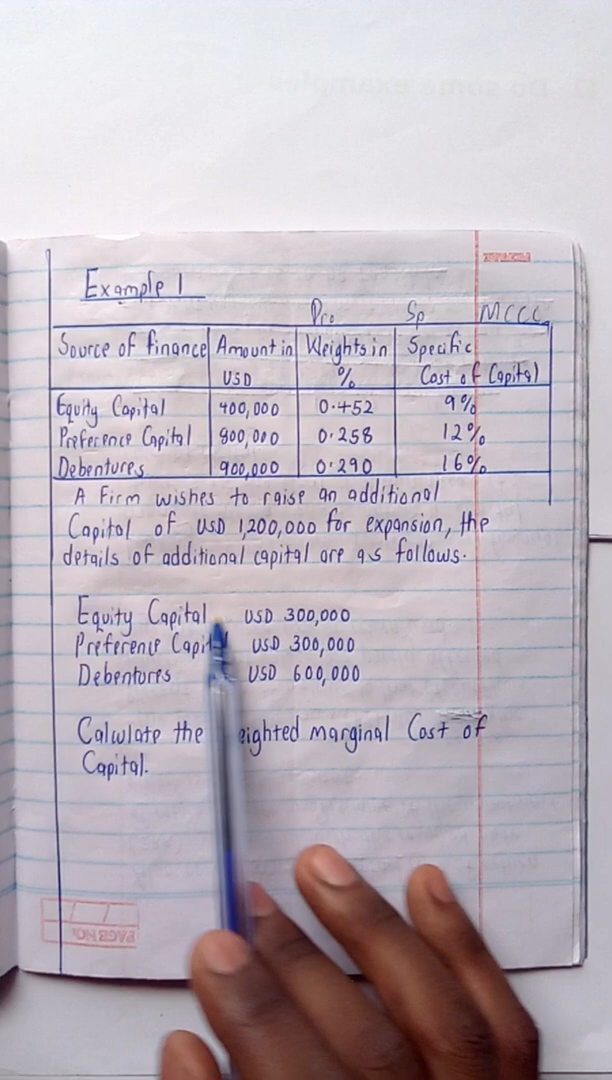 Example 1
Pro Sp MCCC
Source of finance Amount in USD Weights in % Specific Cost of Capital
Equity Capital 400,000 0.452 9%
Preference Capital 800,000 0.258 12%
Debentures 900,000 0.290 16%
A Firm wishes to raise an additional
Capital of USD 1,200,000 for expansion, the
details of additional capital are as follows.
Equity Capital USD 300,000
Preference USD 300,000
Debentures USD 600,000
Calculate the marginal Cost of
Capital.
PAGE NO.